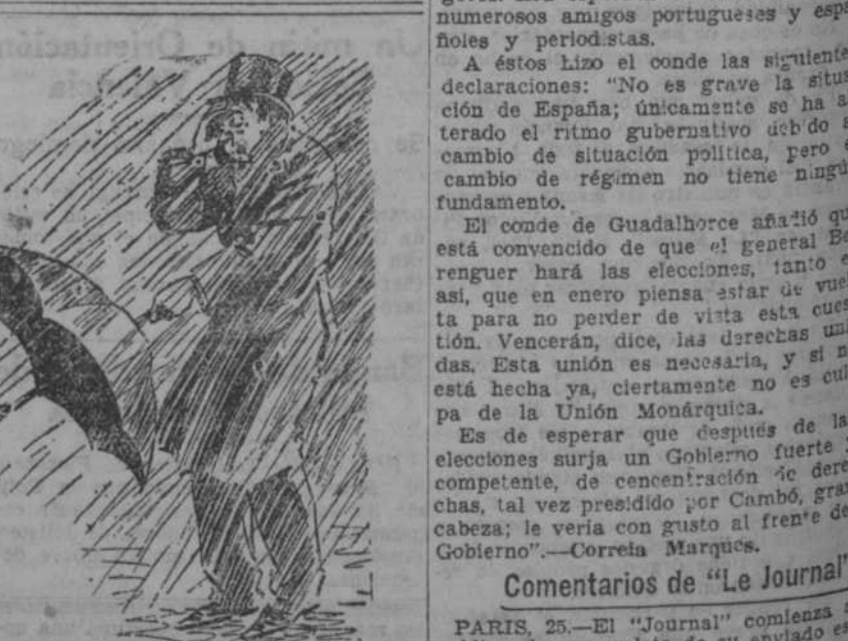 numerosos amigos portugueses y espa
ñoles y periodistas.
A éstos hizo el conde las siguiente
declaraciones: "No es grave la situa
ción de España; únicamente se ha a
terado el ritmo gubernativo debido a
cambio de situación política, pero e
cambio de régimen no tiene ningú
fundamento.
El conde de Guadalhorce añadió qu
está convencido de que el general Be
renguer hará las elecciones, tanto e
así, que en enero piensa estar de vuel
ta para no perder de vista esta cues
tión. Vencerán, dice, las derechas uni
das. Esta unión es necesaria, y si n
está hecha ya, ciertamente no es cul
pa de la Unión Monárquica.
Es de esperar que después de la
elecciones surja un Gobierno fuerte
competente, de cencentración de dere
chas, tal vez presidido por Cambó, gran
cabeza; le vería con gusto al frente de
Gobierno".—Correia Marques.
Comentarios de "Le Journal"
PARIS, 25.—El "Journal" comienza